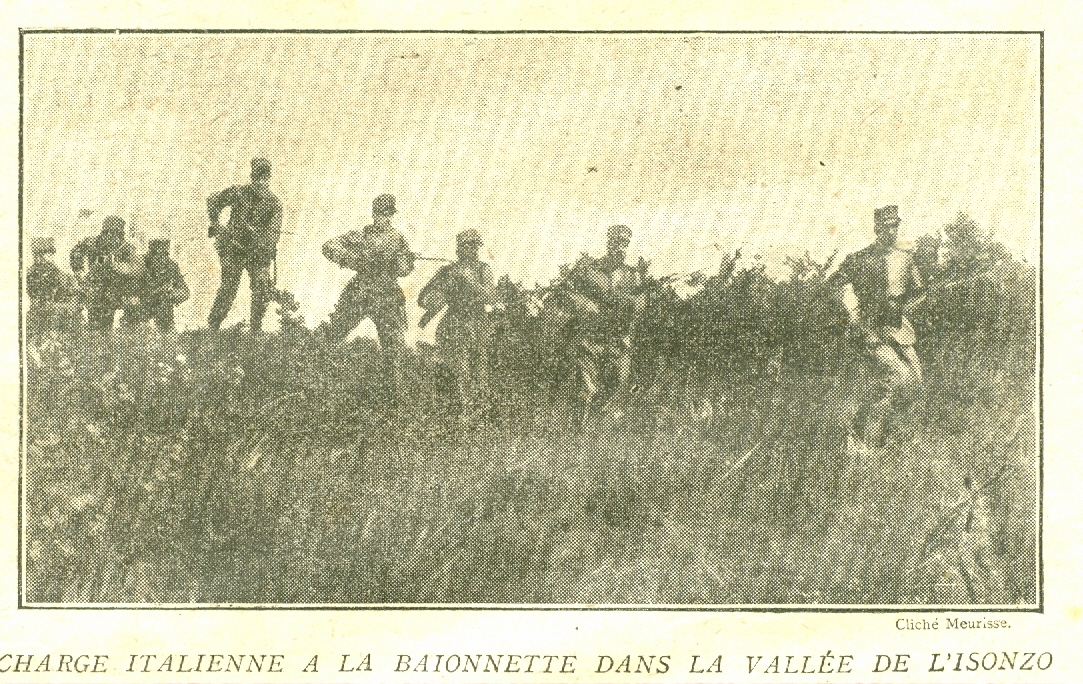 Cliché Meurisse.
CHARGE ITALIENNE A LA BAIONNETTE DANS LA VALLÉE DE L'ISONZO